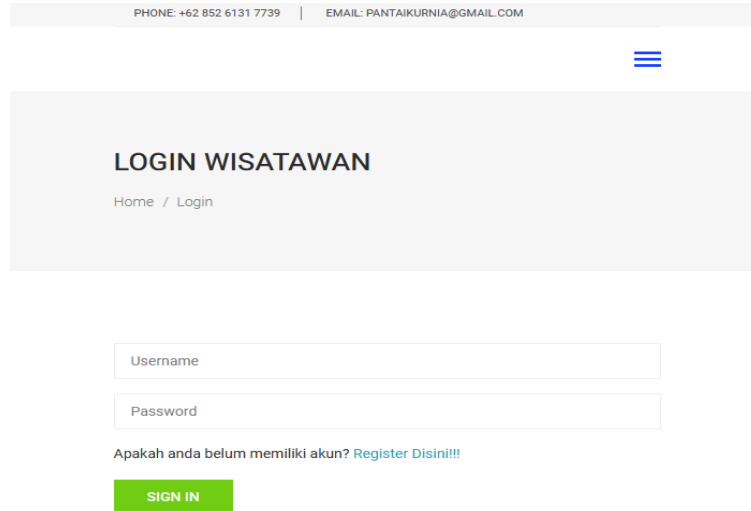 PHONE: +62 852 6131 7739 | EMAIL: PANTAIKURNIA@GMAIL.COM
LOGIN WISATAWAN
Home / Login
Username
Password
Apakah anda belum memiliki akun? Register Disini!!!
SIGN IN